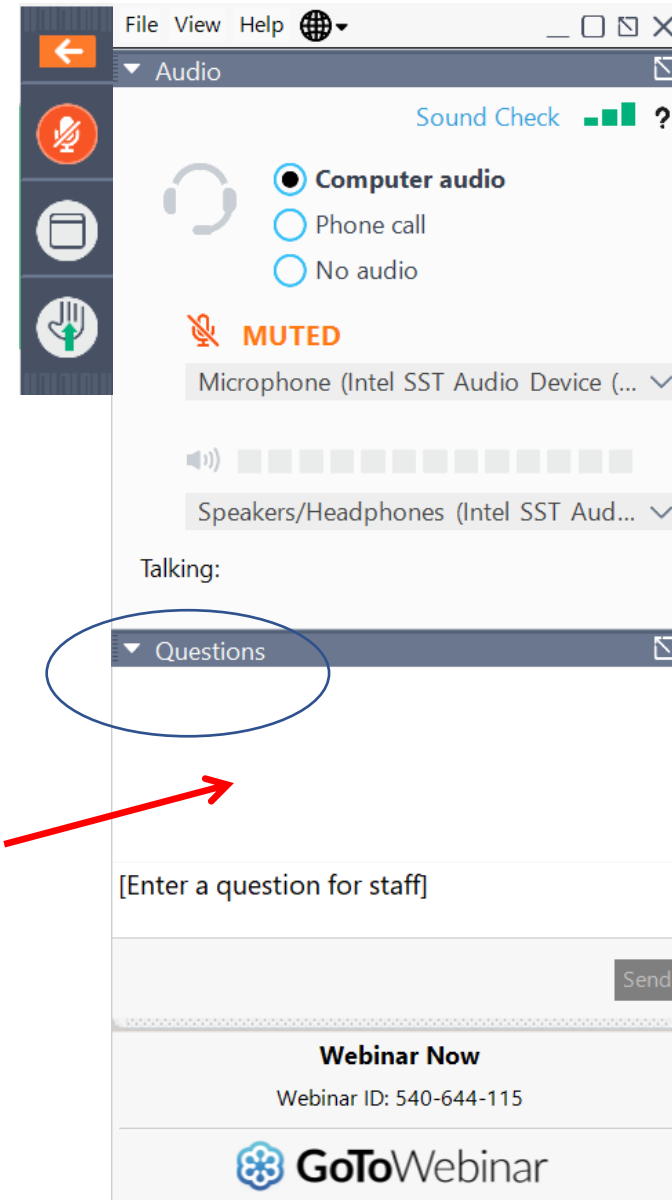 File View Help
Audio
Sound Check ?
Computer audio
Phone call
No audio
MUTED
Microphone (Intel SST Audio Device (...
Speakers/Headphones (Intel SST Aud...
Talking:
Questions
[Enter a question for staff]
Send
Webinar Now
Webinar ID: 540-644-115
GoToWebinar